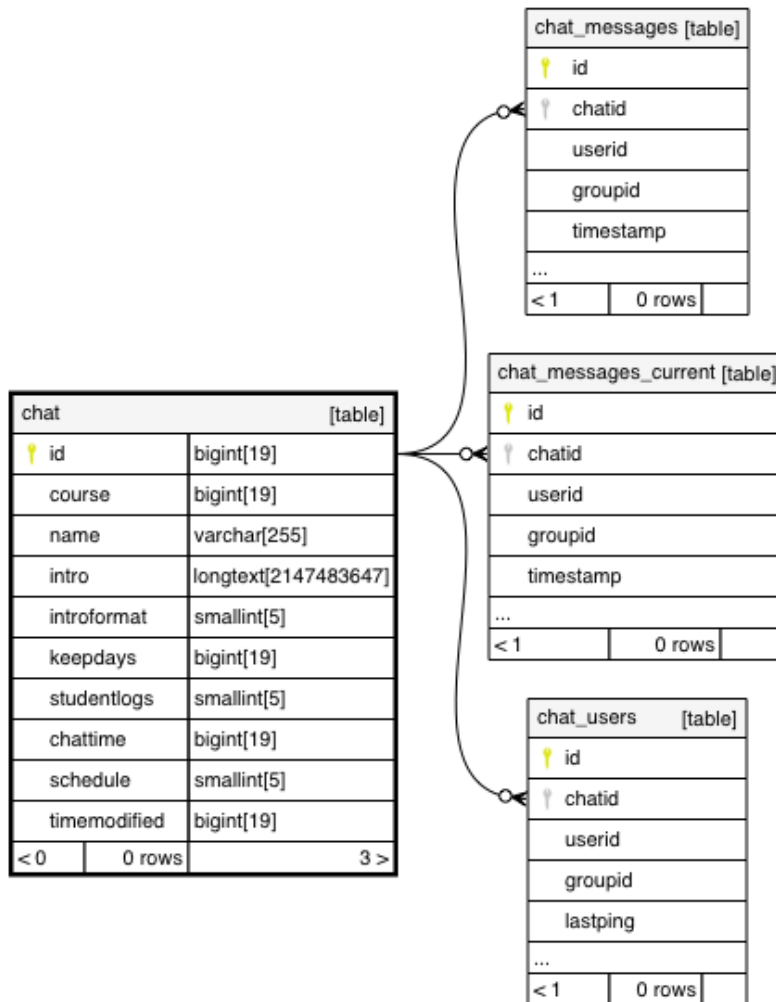 chat_messages [table]
id
chatid
userid
groupid
timestamp
...
< 1 0 rows
chat_messages_current [table]
id
chatid
userid
groupid
timestamp
...
< 1 0 rows
chat [table]
id bigint[19]
course bigint[19]
name varchar[255]
intro longtext[2147483647]
introformat smallint[5]
keepdays bigint[19]
studentlogs smallint[5]
chattime bigint[19]
schedule smallint[5]
timemodified bigint[19]
< 0 0 rows 3 >
chat_users [table]
id
chatid
userid
groupid
lastping
...
< 1 0 rows